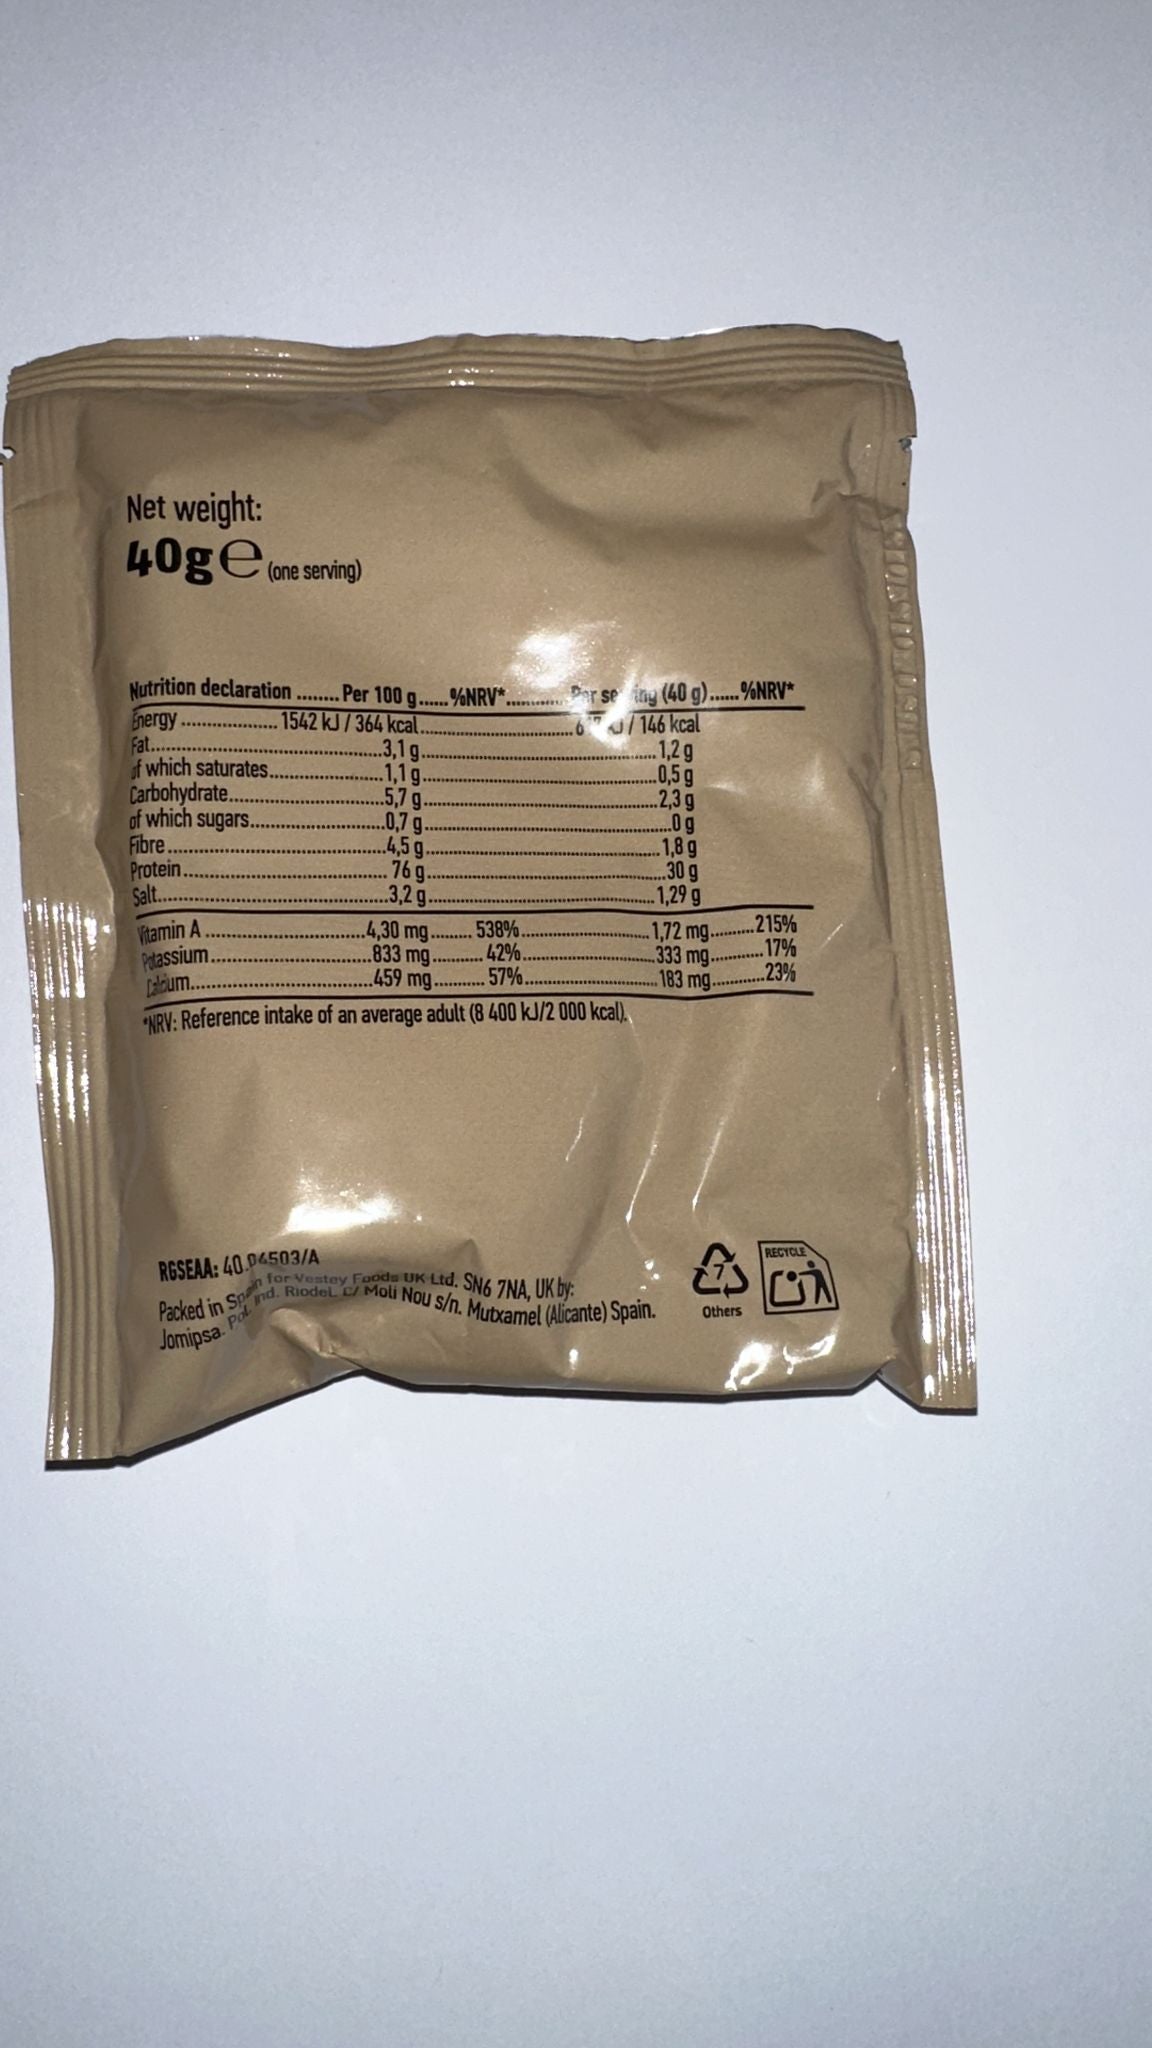 Net weight:
40g e (one serving)
Nutrition declaration ........ Per 100 g...... %NRV*............ Per serving (40 g)...... %NRV*
Energy ................ 1542 kJ / 364 kcal............................ / 146 kcal
Fat.......................................3,1 g.............................................1,2 g
of which saturates....................1,1 g.............................................0,5 g
Carbohydrate...........................5,7 g.............................................2,3 g
of which sugars........................0,7 g.............................................0 g
Fibre.....................................4,5 g.............................................1,8 g
Protein................................... 76 g.............................................30 g
Salt.......................................3,2 g.............................................1,29 g
Vitamin A .............................4,30 mg......... 538%.........................1,72 mg.........215%
Potassium..............................833 mg........... 42%.........................333 mg...........17%
Calcium.................................459 mg........... 57%......................... 183 mg...........23%
*NRV: Reference intake of an average adult (8 400 kJ/2 000 kcal).
RGSEAA: 40.04503/A
Packed in Spain for Vestey Foods UK Ltd. SN6 7NA, UK by:
Jomipsa. Pol. Ind. Riodel. C/ Moli Nou s/n. Mutxamel (Alicante) Spain.
7
Others
RECYCLE